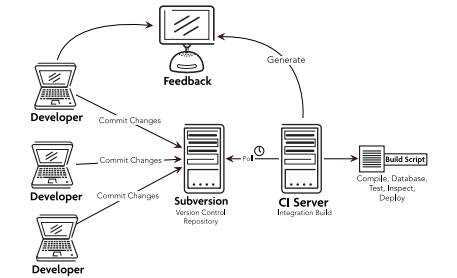 Feedback
Generate
Developer
Commit Changes
Developer
Commit Changes
Poll
Build Script
Compile, Database,
Test, Inspect,
Deploy
Commit Changes
Subversion
Version Control
Repository
CI Server
Integration Build
Developer